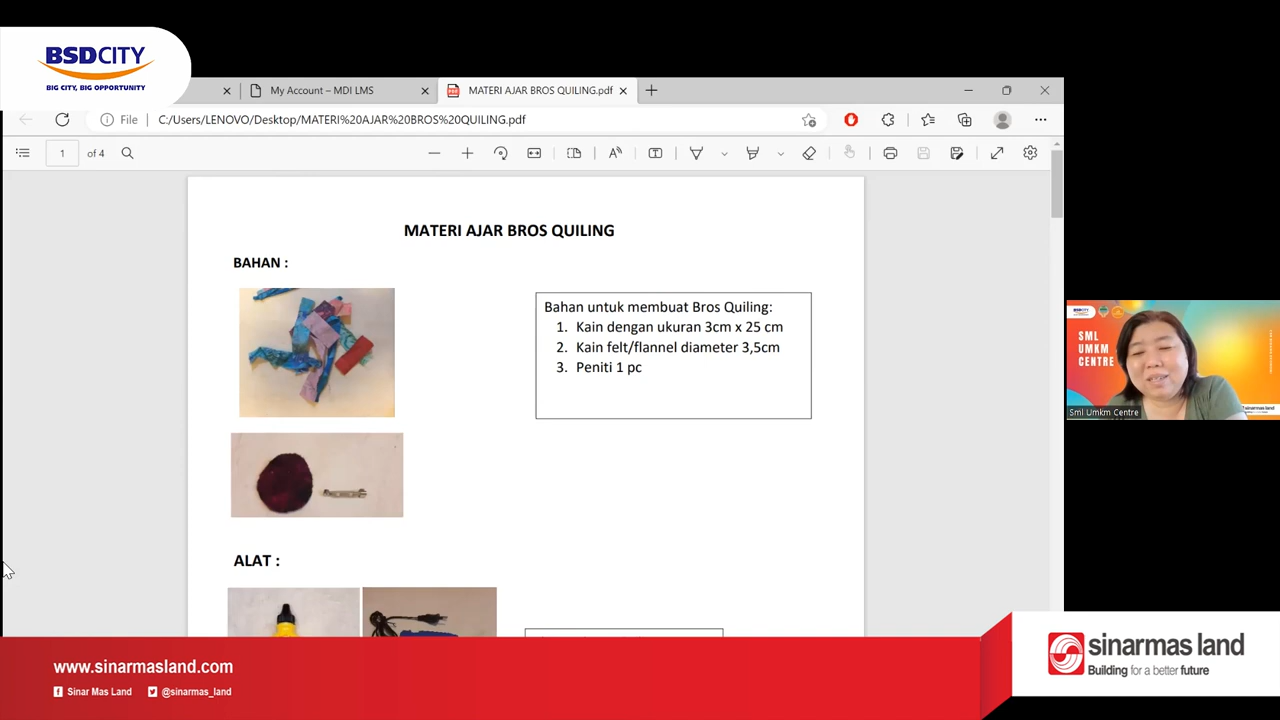 BSDCITY
BIG CITY, BIG OPPORTUNITY
My Account – MDI LMS
MATERI AJAR BROS QUILING.pdf
File
C:/Users/LENOVO/Desktop/MATERI%20AJAR%20BROS%20QUILING.pdf
1 of 4
MATERI AJAR BROS QUILING
BAHAN :
Bahan untuk membuat Bros Quiling:
1. Kain dengan ukuran 3cm x 25 cm
2. Kain felt/flannel diameter 3,5cm
3. Peniti 1 pc
ALAT :
BSDCITY
SML
UMKM
CENTRE
sinarmas land
Sml Umkm Centre
www.sinarmasland.com
Sinar Mas Land
@sinarmas_land
sinarmas land
Building for a better future